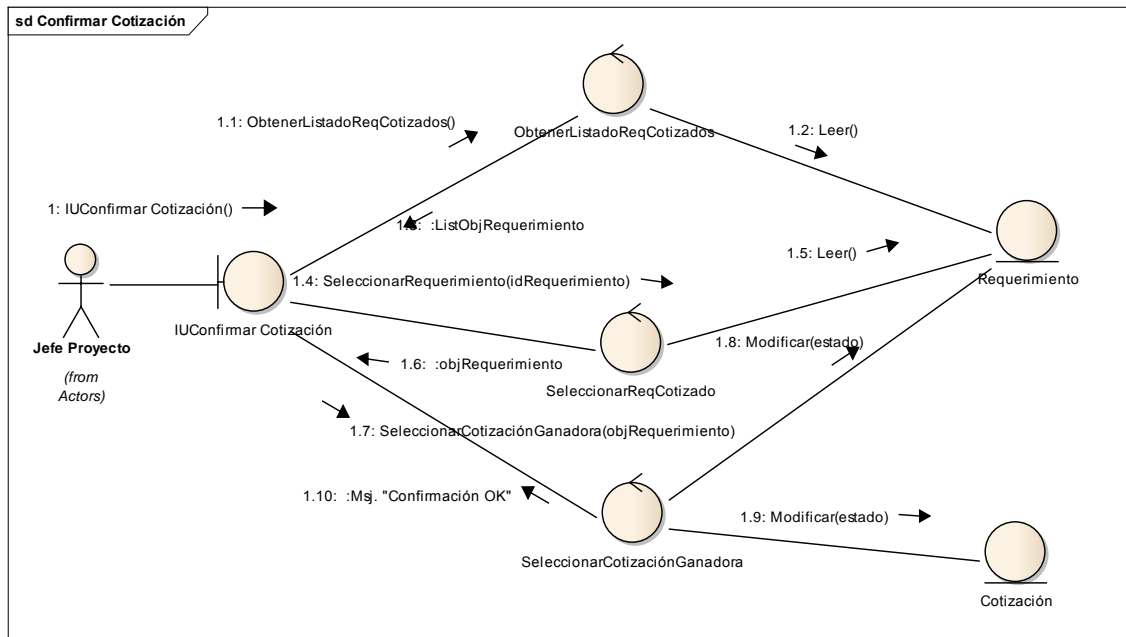 sd Confirmar Cotización
1.1: ObtenerListadoReqCotizados()
ObtenerListadoReqCotizados
1.2: Leer()
1: IUConfirmar Cotización()
1.3: :ListObjRequerimiento
1.5: Leer()
1.4: SeleccionarRequerimiento(idRequerimiento)
Requerimiento
IUConfirmar Cotización
1.8: Modificar(estado)
Jefe Proyecto
1.6: :objRequerimiento
(from
Actors)
SeleccionarReqCotizado
1.7: SeleccionarCotizaciónGanadora(objRequerimiento)
1.10: :Msj. "Confirmación OK"
1.9: Modificar(estado)
SeleccionarCotizaciónGanadora
Cotización